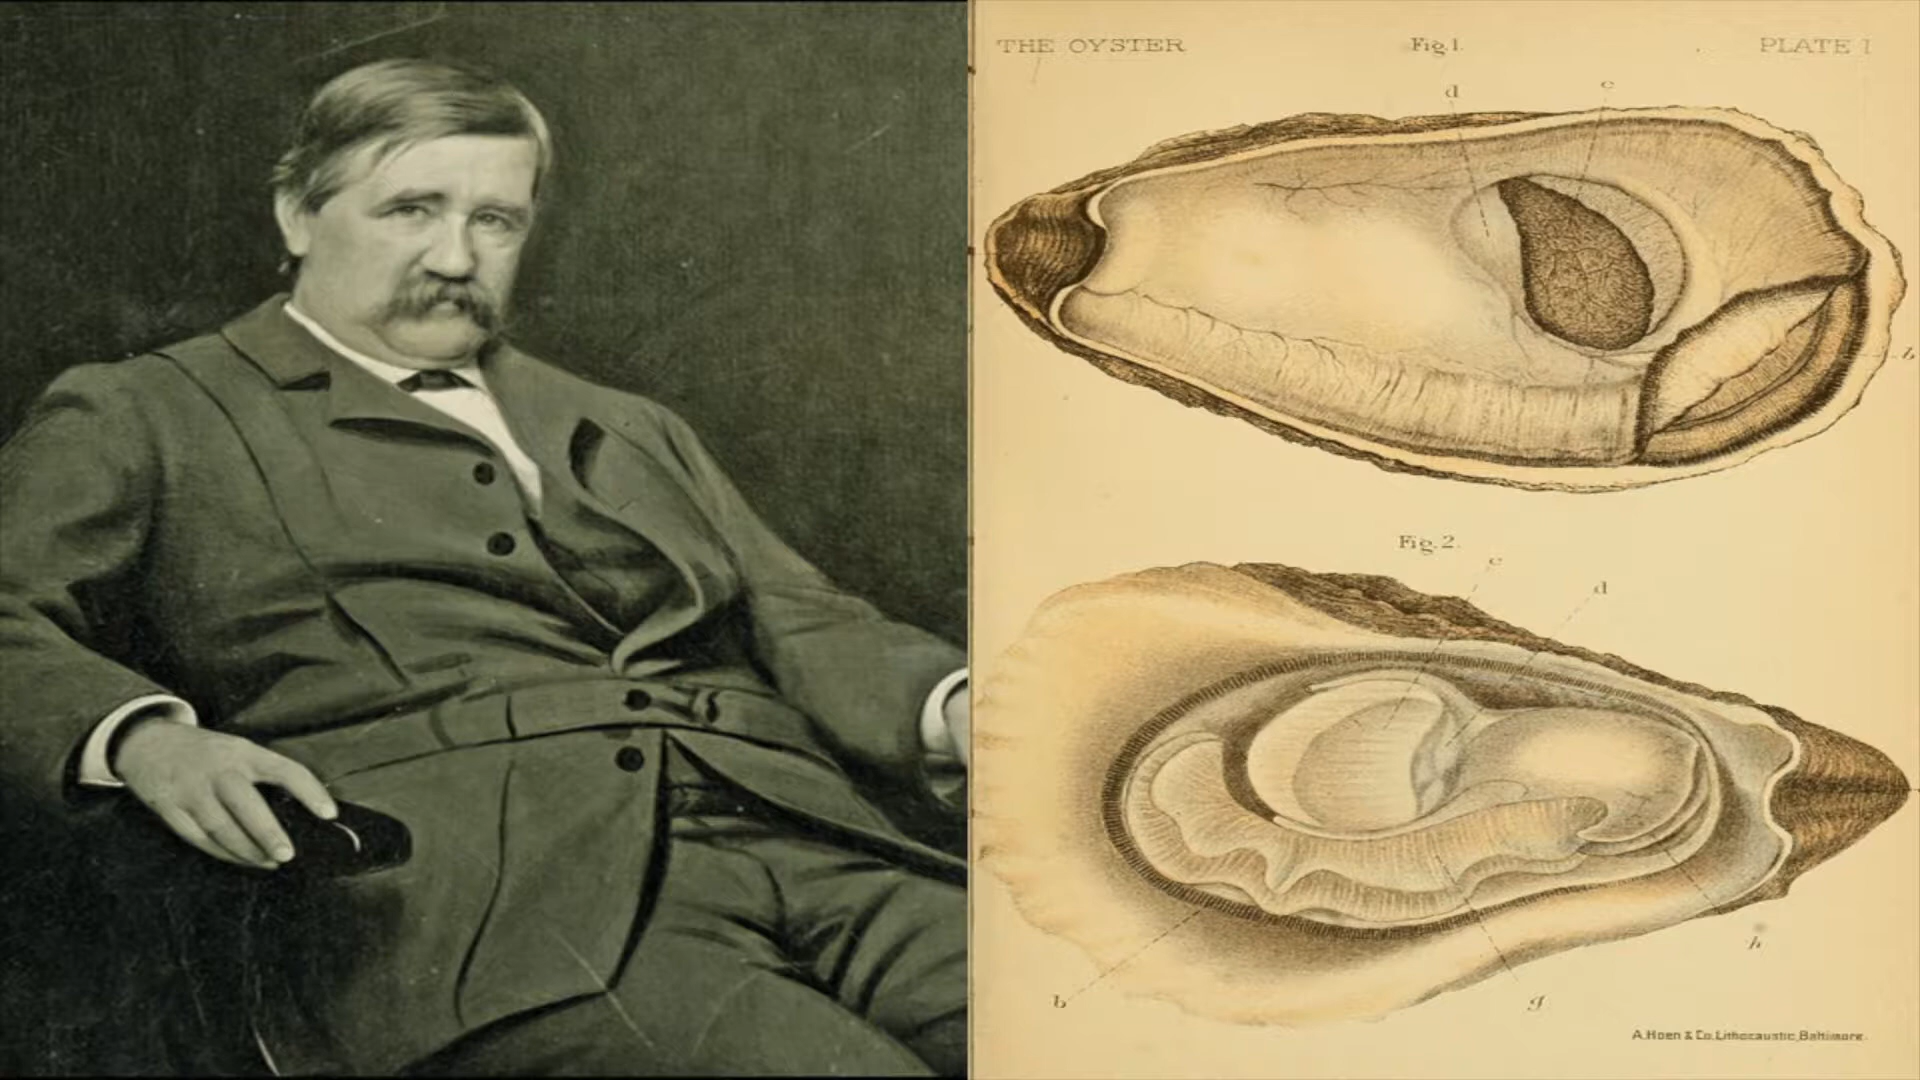 THE OYSTER Fig.1. PLATE I
d c
b
Fig.2.
c
d
h
b g
A.Hoen & Co. Lithocaustic, Baltimore.